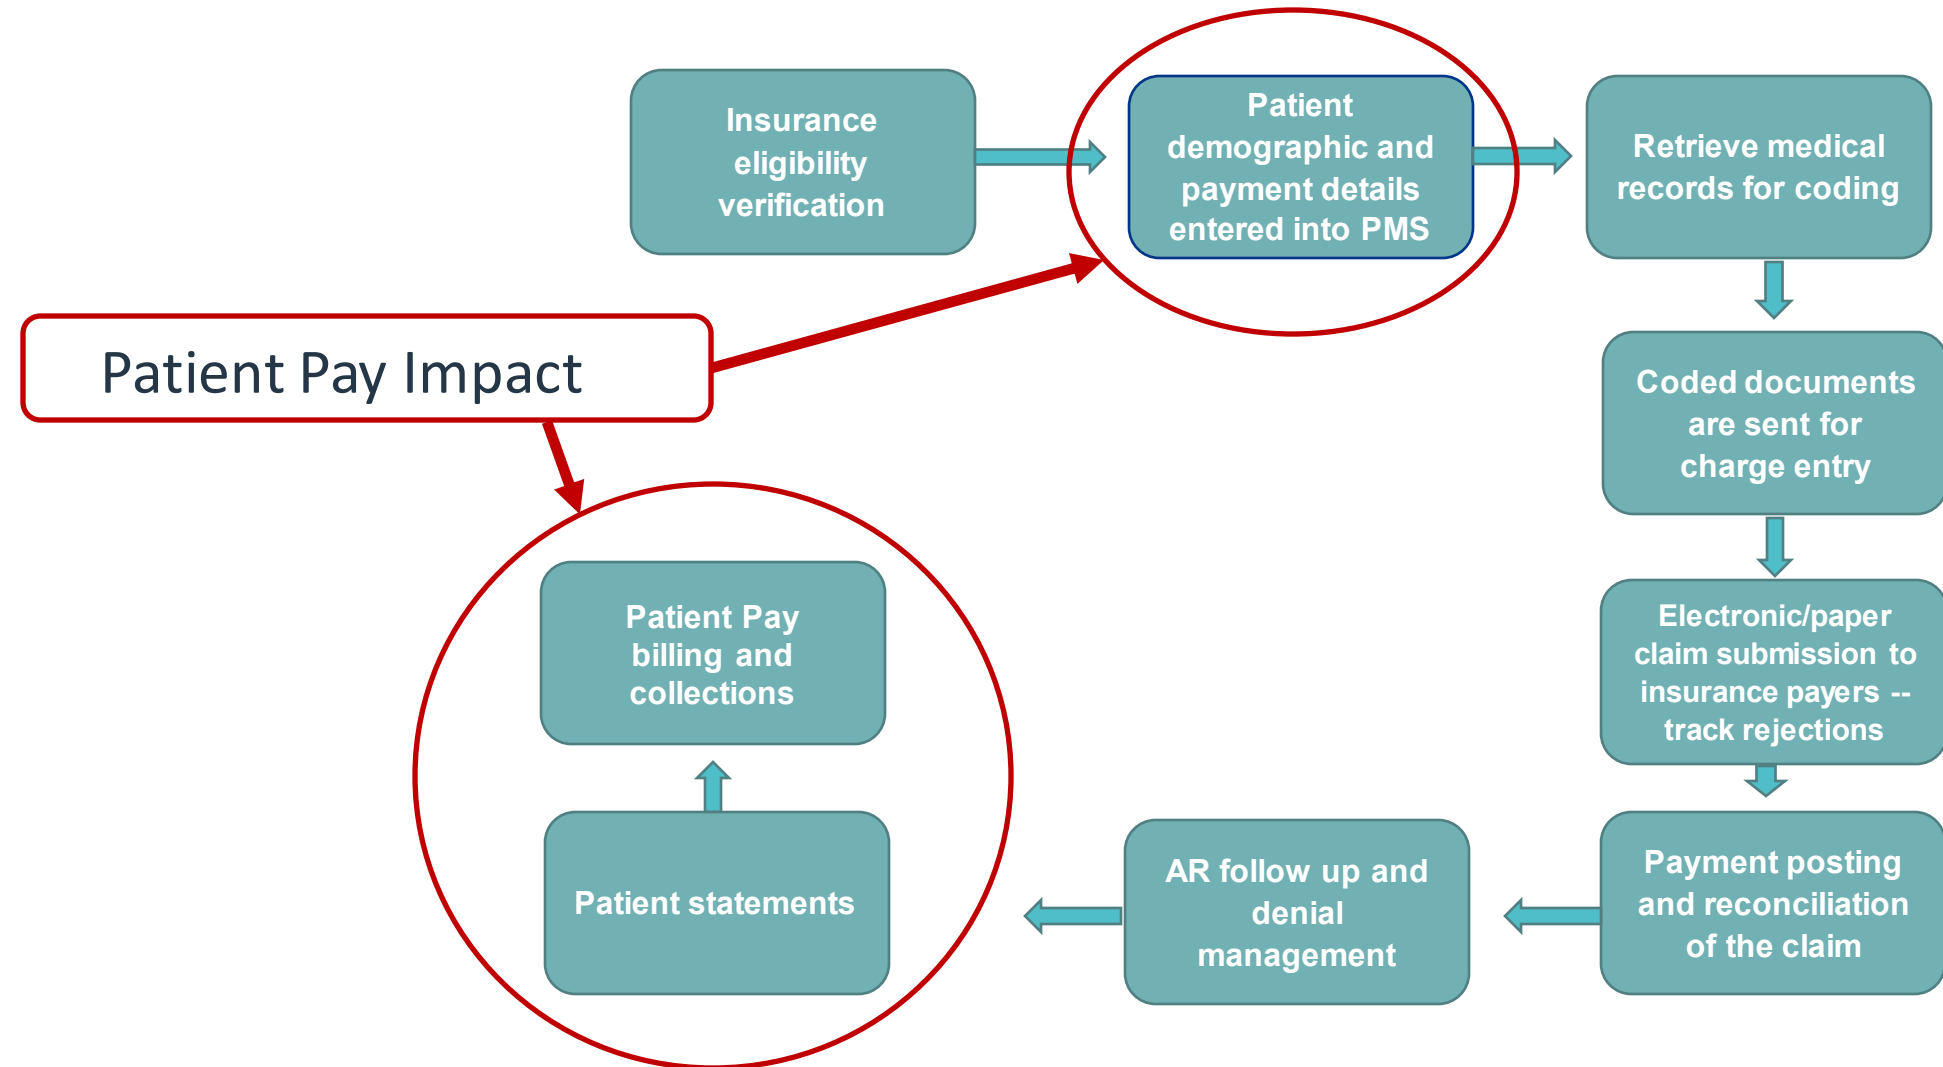 Insurance
eligibility
verification
Patient
demographic and
payment details
entered into PMS
Retrieve medical
records for coding
Patient Pay Impact
Coded documents
are sent for
charge entry
Electronic/paper
claim submission to
insurance payers --
track rejections
Payment posting
and reconciliation
of the claim
AR follow up and
denial
management
Patient statements
Patient Pay
billing and
collections